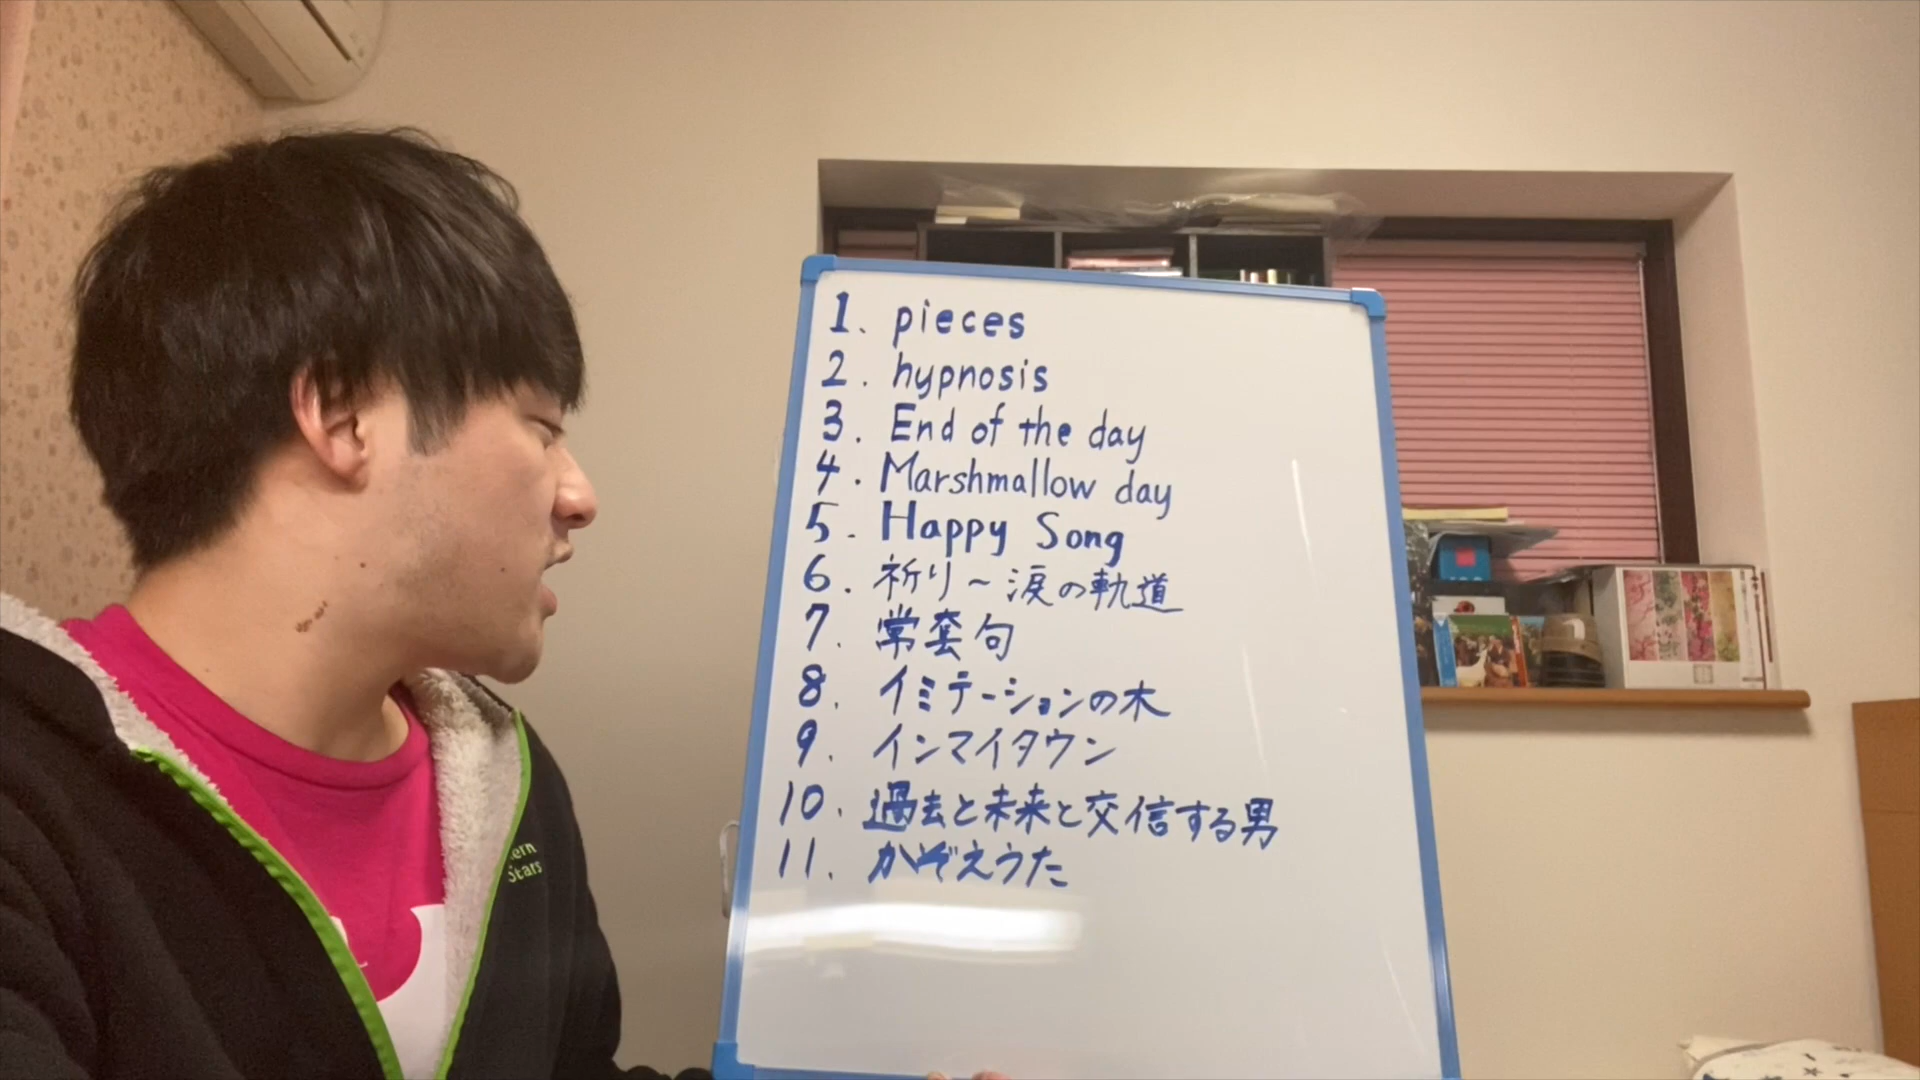 1. pieces
2. hypnosis
3. End of the day
4. Marshmallow day
5. Happy Song
6. 祈り～涙の軌道
7. 常套句
8. イミテーションの木
9. インマイタウン
10. 過去と未来と交信する男
11. かぞえうた
Stars